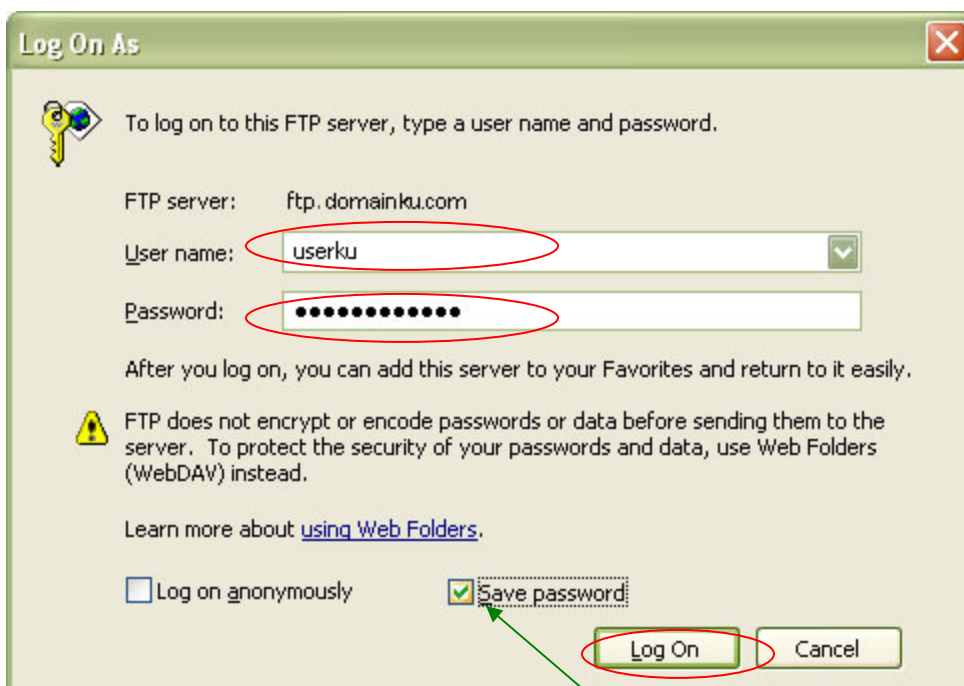 Log On As
To log on to this FTP server, type a user name and password.
FTP server: ftp.domainku.com
User name: userku
Password: ••••••••••••
After you log on, you can add this server to your Favorites and return to it easily.
FTP does not encrypt or encode passwords or data before sending them to the
server. To protect the security of your passwords and data, use Web Folders
(WebDAV) instead.
Learn more about using Web Folders.
Log on anonymously Save password
Log On Cancel